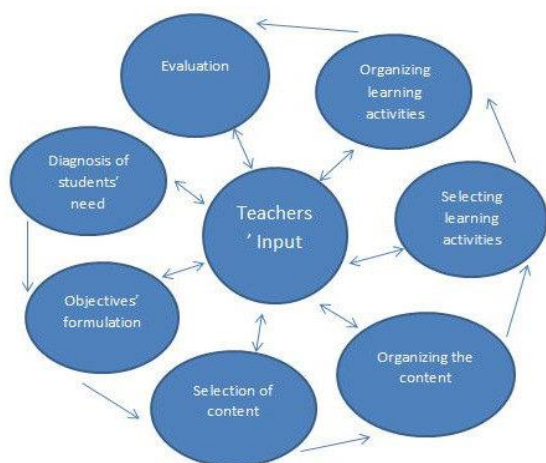 Evaluation
Organizing
learning
activities
Diagnosis of
students'
need
Teachers
' Input
Selecting
learning
activities
Objectives'
formulation
Organizing the
content
Selection of
content